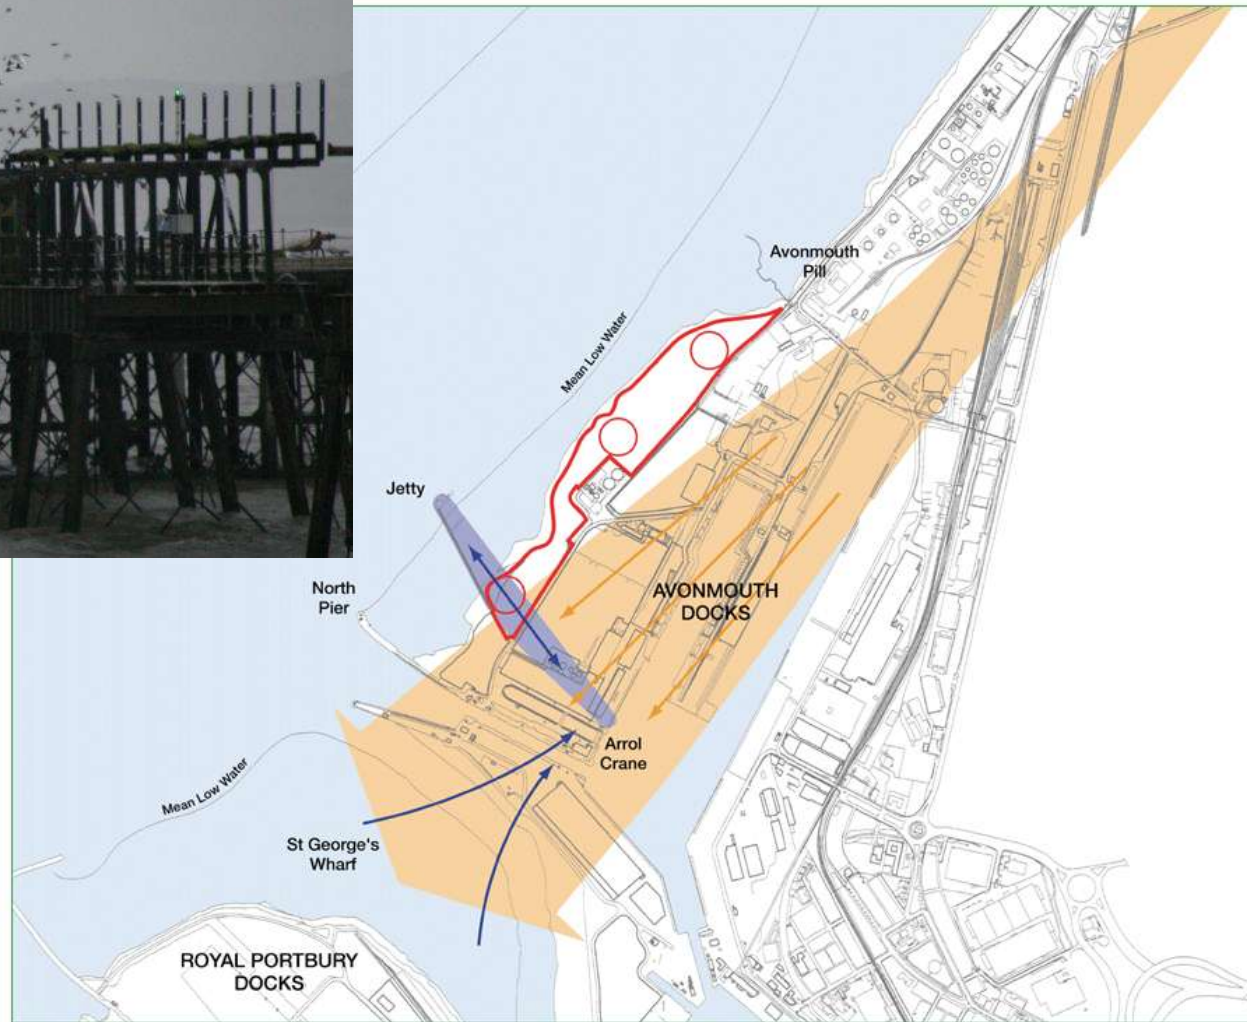 Avonmouth
Pill
Mean Low Water
Jetty
North
Pier
AVONMOUTH
DOCKS
Arrol
Crane
Mean Low Water
St George's
Wharf
ROYAL PORTBURY
DOCKS